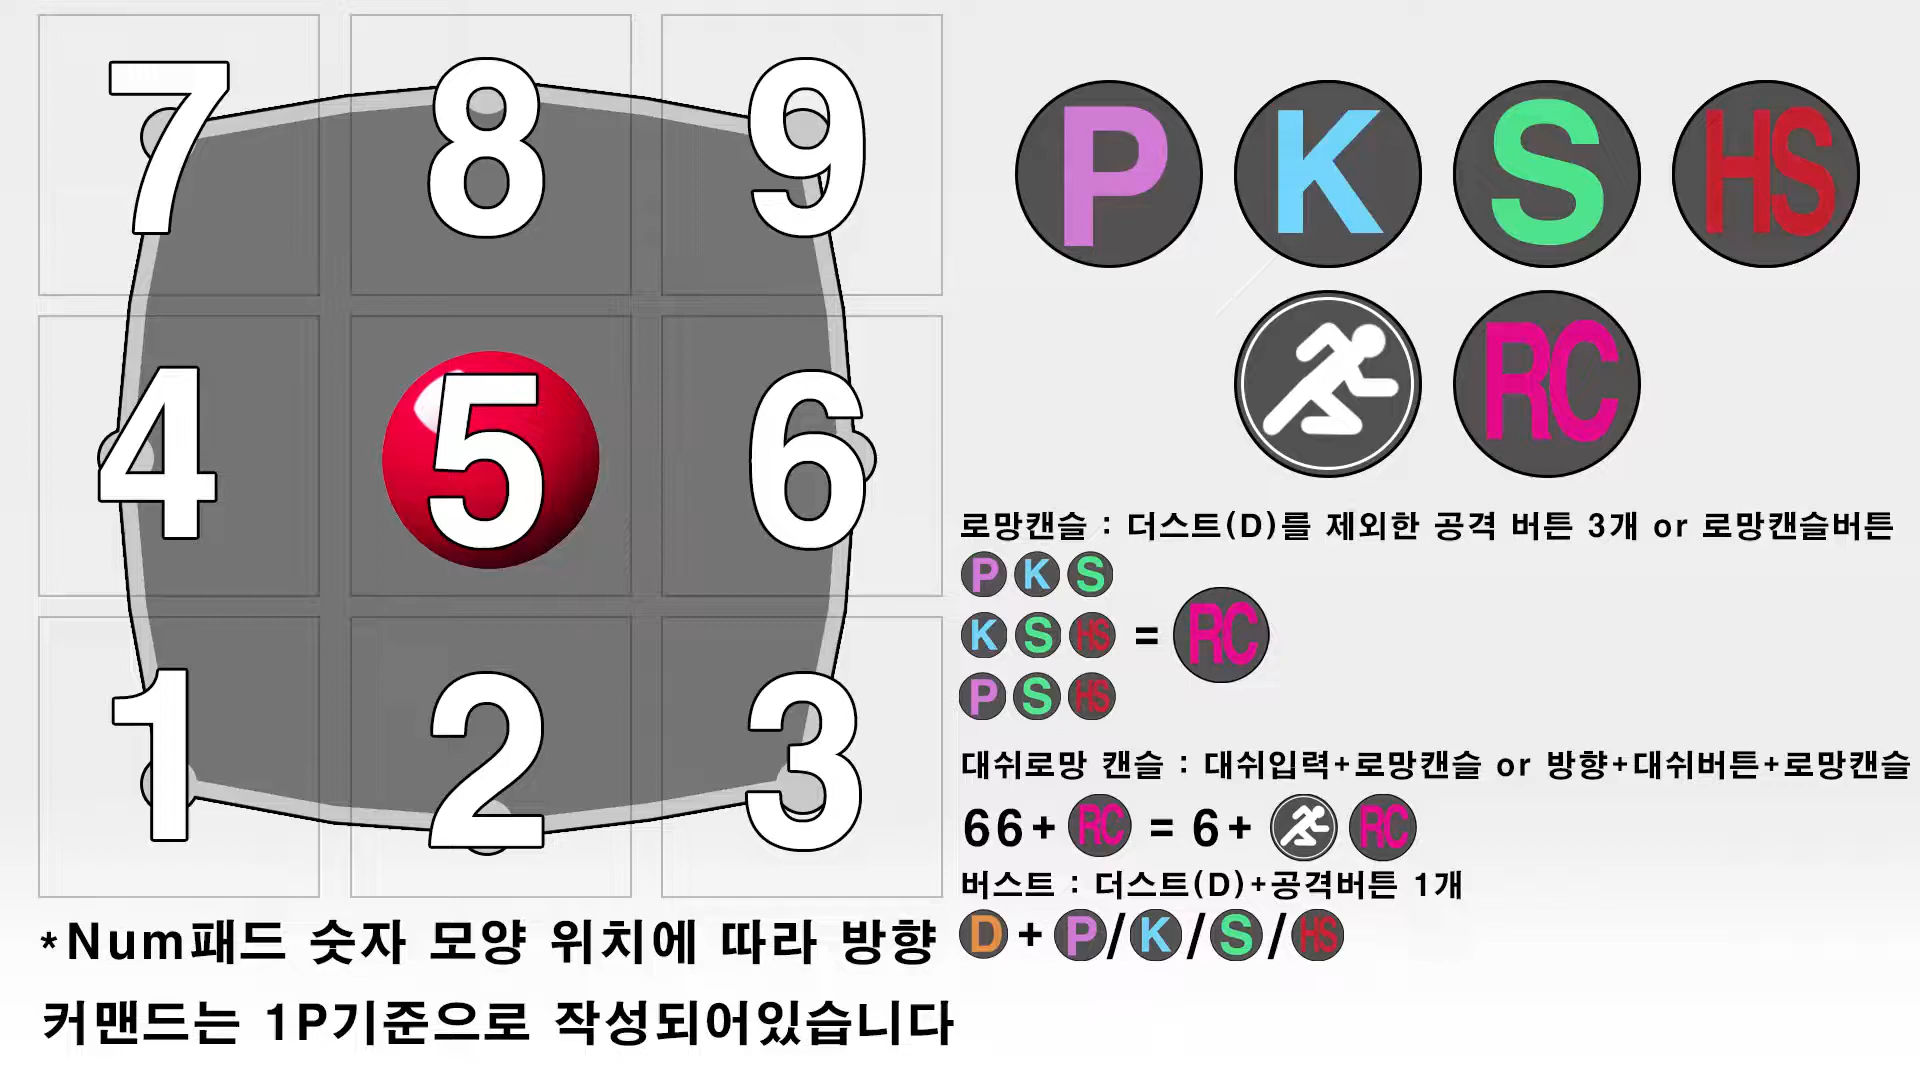 7 8 9
4 5 6
1 2 3
*Num패드 숫자 모양 위치에 따라 방향
커맨드는 1P기준으로 작성되어있습니다
P K S HS
RC
로망캔슬 : 더스트(D)를 제외한 공격 버튼 3개 or 로망캔슬버튼
P K S
K S HS = RC
P S HS
대쉬로망 캔슬 : 대쉬입력+로망캔슬 or 방향+대쉬버튼+로망캔슬
66+ RC = 6+ RC
버스트 : 더스트(D)+공격버튼 1개
D + P/K/S/HS